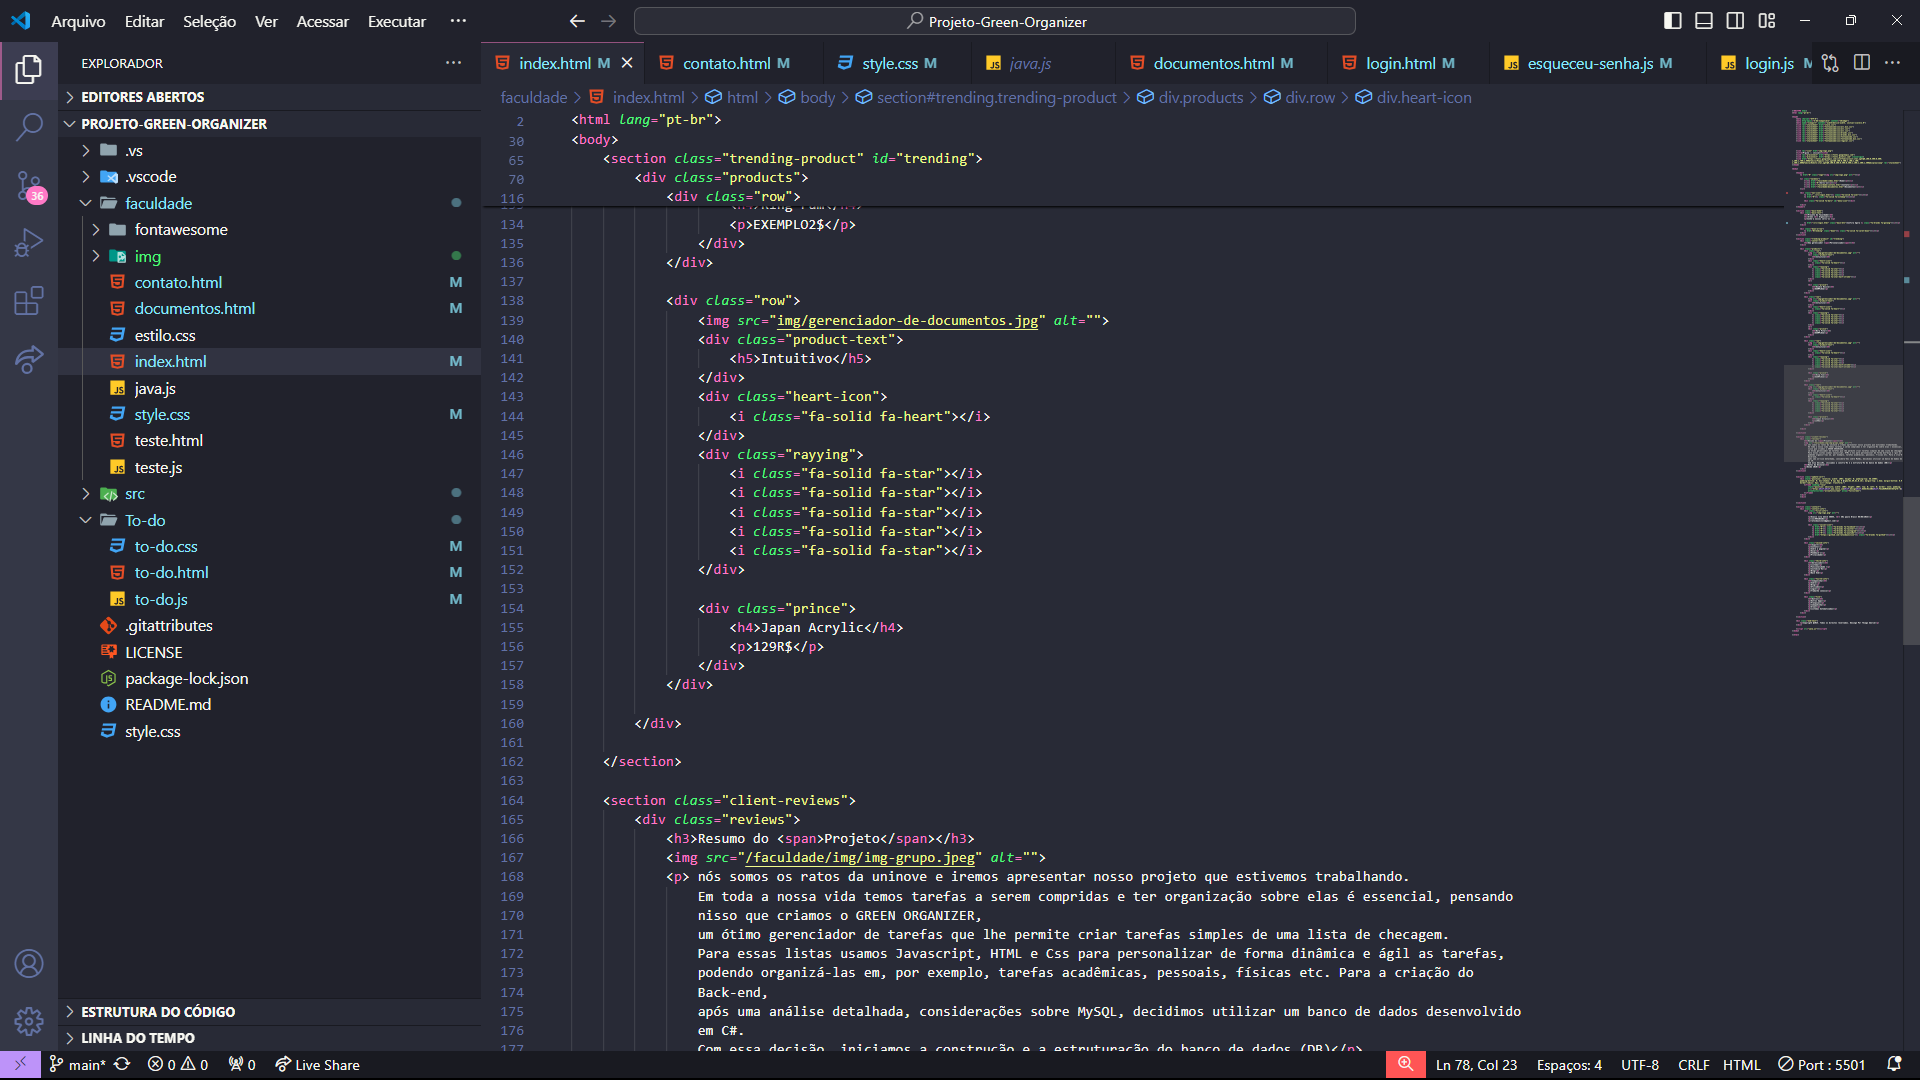 Arquivo Editar Seleção Ver Acessar Executar ···
Projeto-Green-Organizer
EXPLORADOR ···
EDITORES ABERTOS
PROJETO-GREEN-ORGANIZER
.vs
.vscode
36
faculdade
fontawesome
img
contato.html M
documentos.html M
estilo.css
index.html M
java.js
style.css M
teste.html
teste.js
src
To-do
to-do.css M
to-do.html M
to-do.js M
.gitattributes
LICENSE
package-lock.json
README.md
style.css
ESTRUTURA DO CÓDIGO
LINHA DO TEMPO
index.html M contato.html M style.css M java.js documentos.html M login.html M esqueceu-senha.js M login.js M
faculdade > index.html > html > body > section#trending.trending-product > div.products > div.row > div.heart-icon
2 <html lang="pt-br">
30 <body>
65 <section class="trending-product" id="trending">
70 <div class="products">
116 <div class="row">
134 <p>EXEMPLO2$</p>
135 </div>
136 </div>
137
138 <div class="row">
139 <img src="img/gerenciador-de-documentos.jpg" alt="">
140 <div class="product-text">
141 <h5>Intuitivo</h5>
142 </div>
143 <div class="heart-icon">
144 <i class="fa-solid fa-heart"></i>
145 </div>
146 <div class="rayying">
147 <i class="fa-solid fa-star"></i>
148 <i class="fa-solid fa-star"></i>
149 <i class="fa-solid fa-star"></i>
150 <i class="fa-solid fa-star"></i>
151 <i class="fa-solid fa-star"></i>
152 </div>
153
154 <div class="prince">
155 <h4>Japan Acrylic</h4>
156 <p>129R$</p>
157 </div>
158 </div>
159
160 </div>
161
162 </section>
163
164 <section class="client-reviews">
165 <div class="reviews">
166 <h3>Resumo do <span>Projeto</span></h3>
167 <img src="/faculdade/img/img-grupo.jpeg" alt="">
168 <p> nós somos os ratos da uninove e iremos apresentar nosso projeto que estivemos trabalhando.
169 Em toda a nossa vida temos tarefas a serem compridas e ter organização sobre elas é essencial, pensando
170 nisso que criamos o GREEN ORGANIZER,
171 um ótimo gerenciador de tarefas que lhe permite criar tarefas simples de uma lista de checagem.
172 Para essas listas usamos Javascript, HTML e Css para personalizar de forma dinâmica e ágil as tarefas,
173 podendo organizá-las em, por exemplo, tarefas acadêmicas, pessoais, físicas etc. Para a criação do
174 Back-end,
175 após uma análise detalhada, considerações sobre MySQL, decidimos utilizar um banco de dados desenvolvido
176 em C#.
177 Com essa decisão, iniciamos a construção e a estruturação do banco de dados (DB)</p>
main* 0 0 0 Live Share
Ln 78, Col 23 Espaços: 4 UTF-8 CRLF HTML Port : 5501